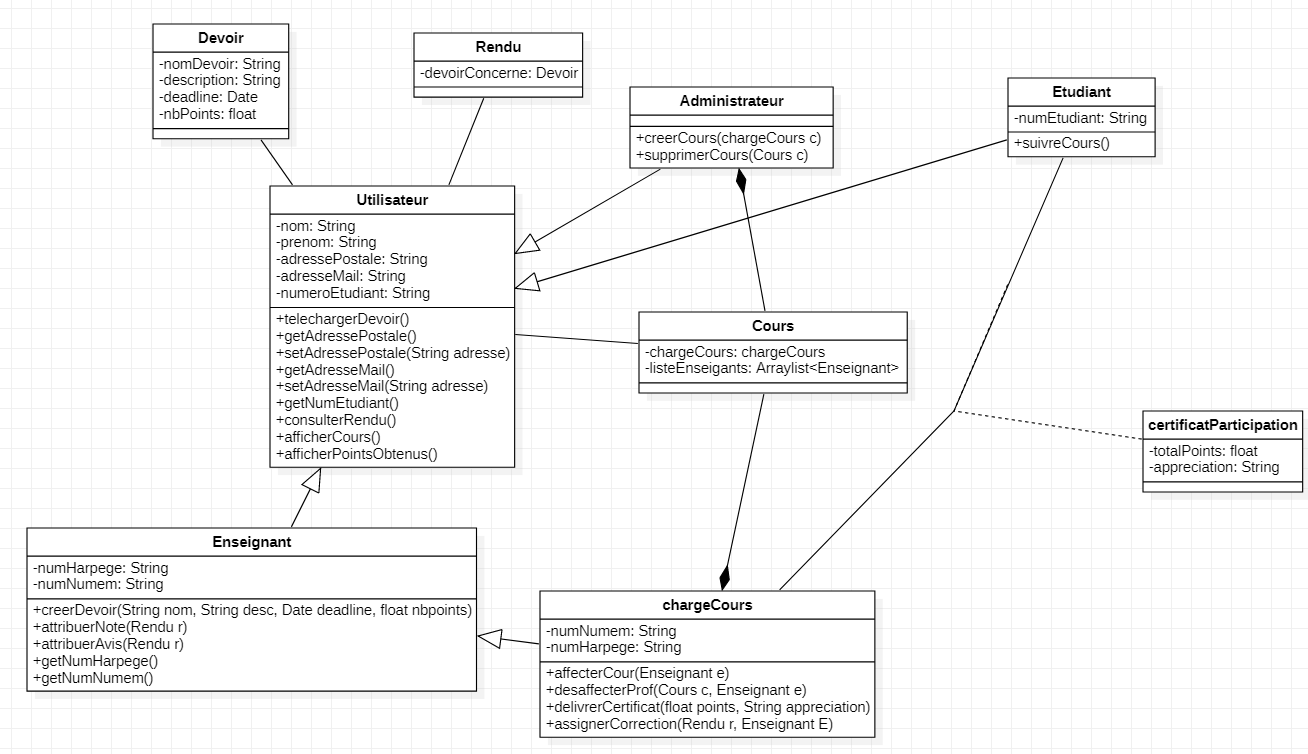 Devoir
-nomDevoir: String
-description: String
-deadline: Date
-nbPoints: float
Rendu
-devoirConcerne: Devoir
Administrateur
+creerCours(chargeCours c)
+supprimerCours(Cours c)
Etudiant
-numEtudiant: String
+suivreCours()
Utilisateur
-nom: String
-prenom: String
-adressePostale: String
-adresseMail: String
-numeroEtudiant: String
+telechargerDevoir()
+getAdressePostale()
+setAdressePostale(String adresse)
+getAdresseMail()
+setAdresseMail(String adresse)
+getNumEtudiant()
+consulterRendu()
+afficherCours()
+afficherPointsObtenus()
Cours
-chargeCours: chargeCours
-listeEnseigants: Arraylist<Enseignant>
certificatParticipation
-totalPoints: float
-appreciation: String
Enseignant
-numHarpege: String
-numNumem: String
+creerDevoir(String nom, String desc, Date deadline, float nbpoints)
+attribuerNote(Rendu r)
+attribuerAvis(Rendu r)
+getNumHarpege()
+getNumNumem()
chargeCours
-numNumem: String
-numHarpege: String
+affecterCour(Enseignant e)
+desaffecterProf(Cours c, Enseignant e)
+delivrerCertificat(float points, String appreciation)
+assignerCorrection(Rendu r, Enseignant E)